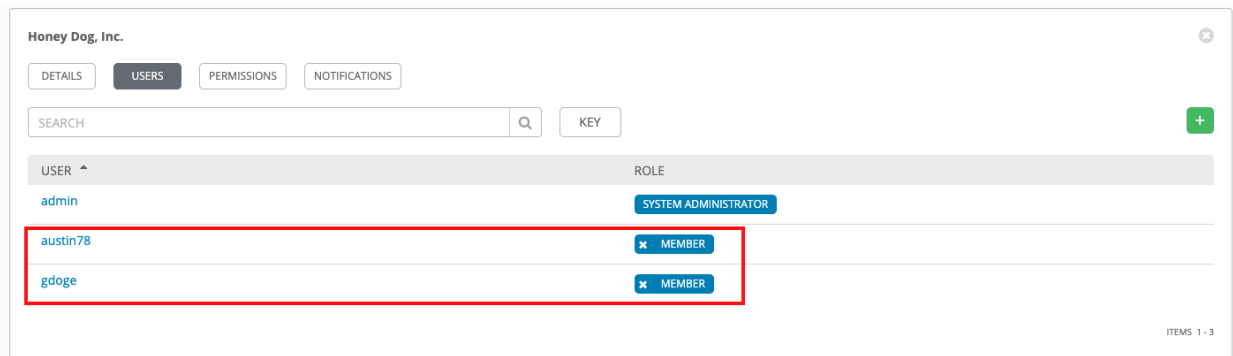 Honey Dog, Inc.
DETAILS USERS PERMISSIONS NOTIFICATIONS
SEARCH KEY +
USER ROLE
admin SYSTEM ADMINISTRATOR
austin78 MEMBER
gdoge MEMBER
ITEMS 1 - 3